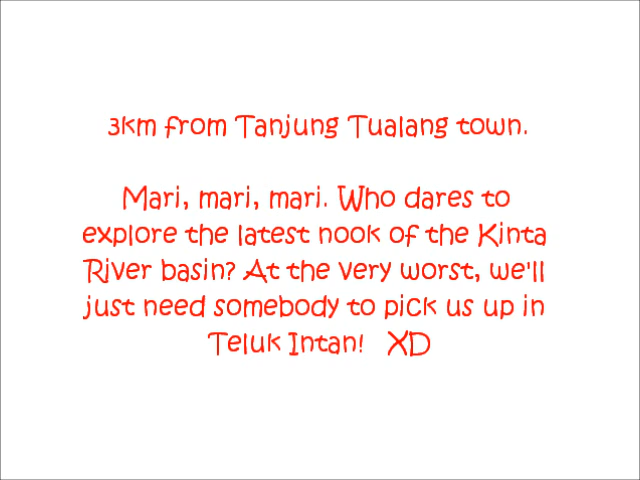 3km from Tanjung Tualang town.
Mari, mari, mari. Who dares to
explore the latest nook of the Kinta
River basin? At the very worst, we'll
just need somebody to pick us up in
Teluk Intan! XD